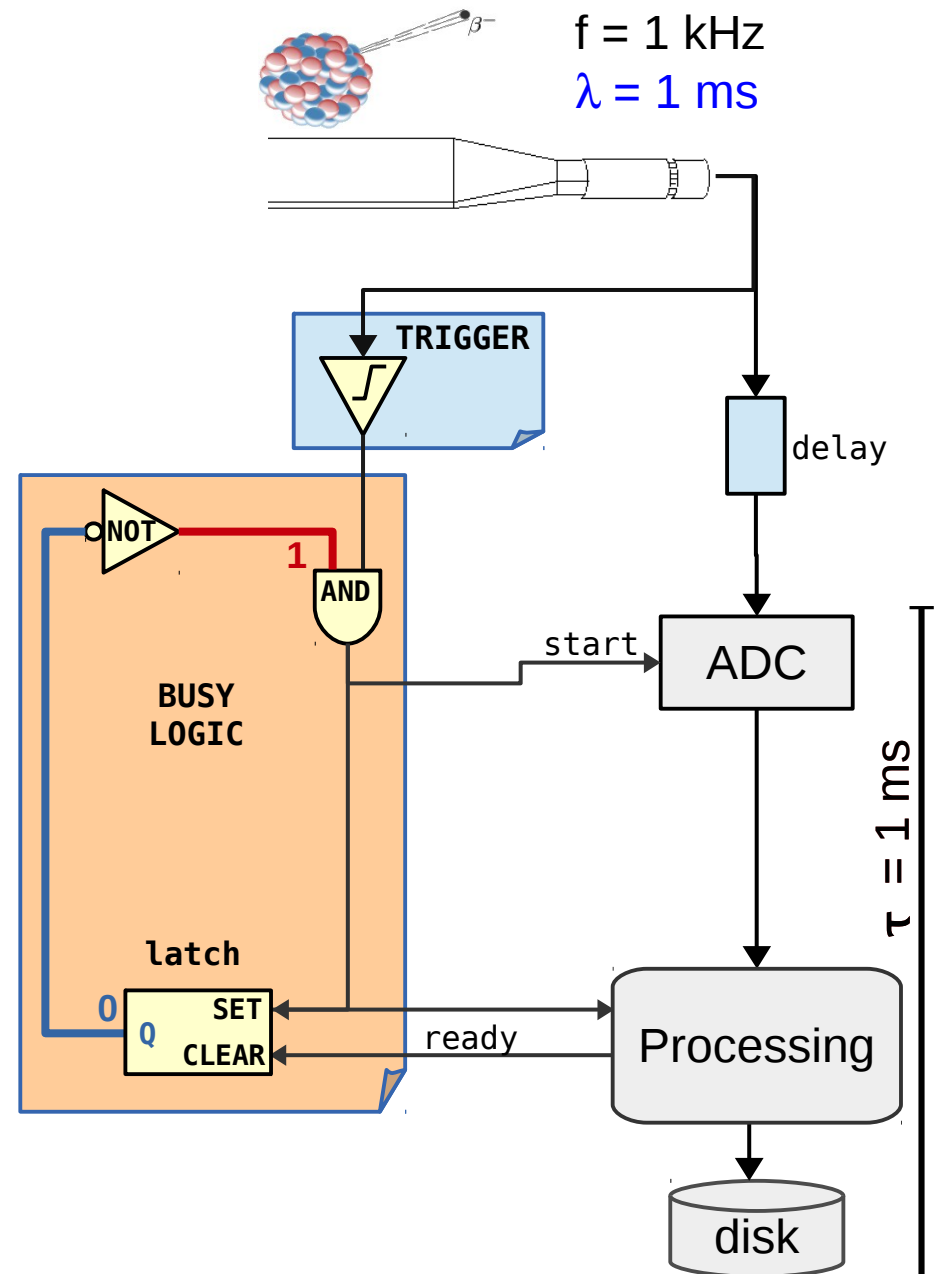 β⁻
f = 1 kHz
λ = 1 ms
TRIGGER
delay
NOT
1
AND
start
ADC
BUSY
LOGIC
τ = 1 ms
latch
0
Q
SET
CLEAR
ready
Processing
disk